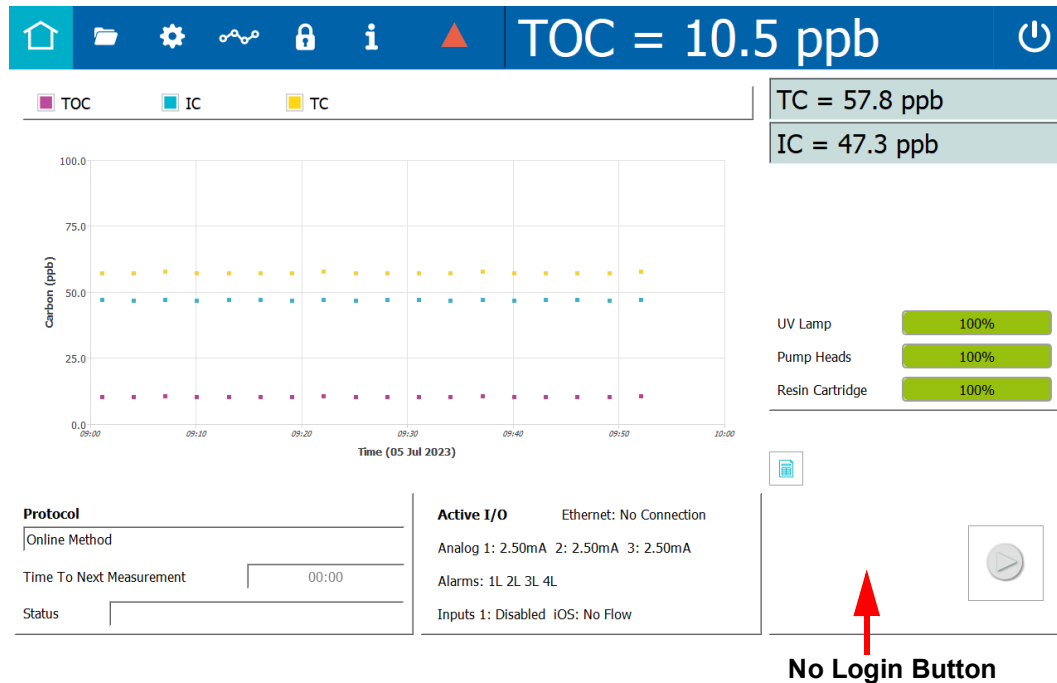 TOC = 10.5 ppb
TOC IC TC
TC = 57.8 ppb
IC = 47.3 ppb
100.0
75.0
50.0
25.0
0.0
Carbon (ppb)
09:00 09:10 09:20 09:30 09:40 09:50 10:00
Time (05 Jul 2023)
UV Lamp 100%
Pump Heads 100%
Resin Cartridge 100%
Protocol
Online Method
Time To Next Measurement 00:00
Status
Active I/O Ethernet: No Connection
Analog 1: 2.50mA 2: 2.50mA 3: 2.50mA
Alarms: 1L 2L 3L 4L
Inputs 1: Disabled iOS: No Flow
No Login Button